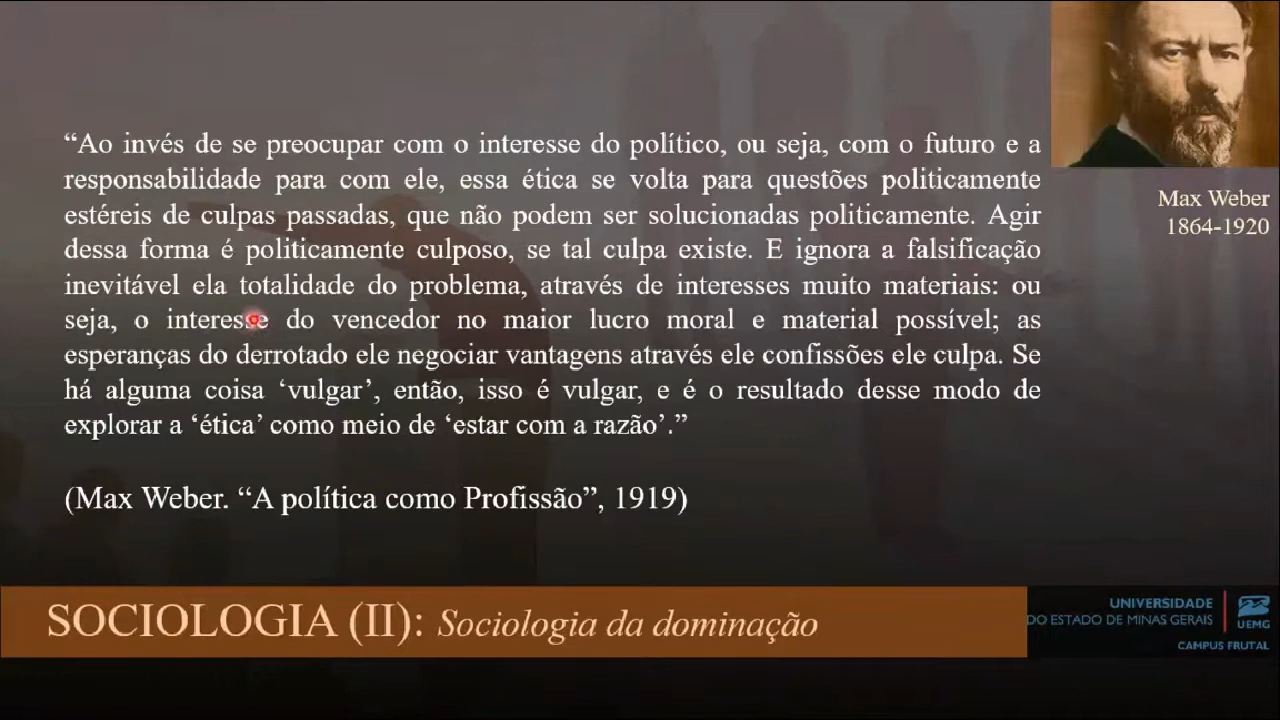 “Ao invés de se preocupar com o interesse do político, ou seja, com o futuro e a
responsabilidade para com ele, essa ética se volta para questões politicamente
estéreis de culpas passadas, que não podem ser solucionadas politicamente. Agir
dessa forma é politicamente culposo, se tal culpa existe. E ignora a falsificação
inevitável ela totalidade do problema, através de interesses muito materiais: ou
seja, o interesse do vencedor no maior lucro moral e material possível; as
esperanças do derrotado ele negociar vantagens através ele confissões ele culpa. Se
há alguma coisa ‘vulgar’, então, isso é vulgar, e é o resultado desse modo de
explorar a ‘ética’ como meio de ‘estar com a razão’.”
(Max Weber. “A política como Profissão”, 1919)
Max Weber
1864-1920
SOCIOLOGIA (II): Sociologia da dominação
UNIVERSIDADE
DO ESTADO DE MINAS GERAIS
UEMG
CAMPUS FRUTAL